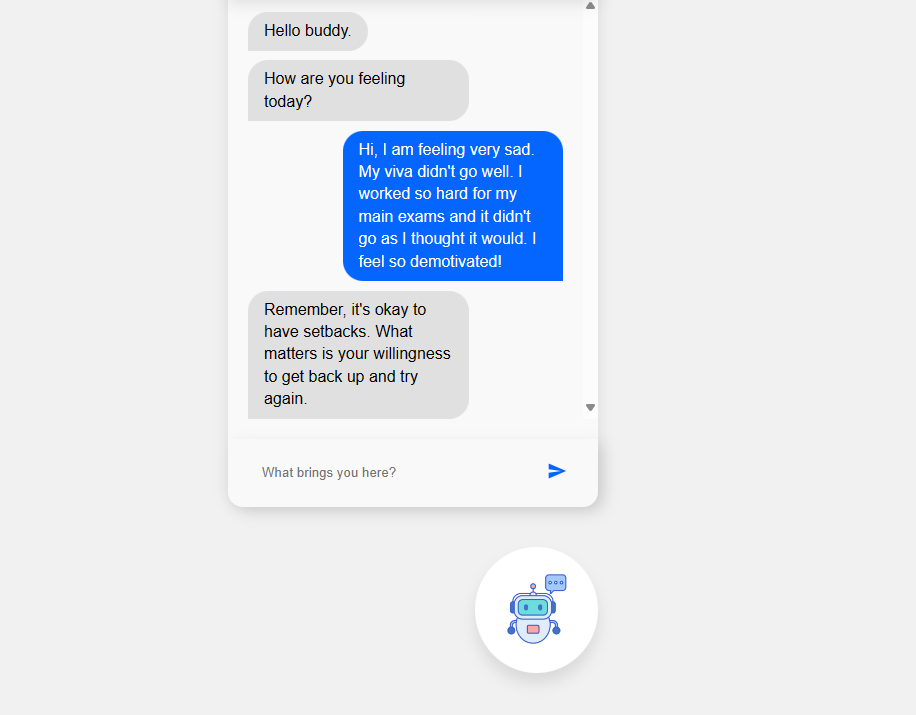 Hello buddy.
How are you feeling
today?
Hi, I am feeling very sad.
My viva didn't go well. I
worked so hard for my
main exams and it didn't
go as I thought it would. I
feel so demotivated!
Remember, it's okay to
have setbacks. What
matters is your willingness
to get back up and try
again.
What brings you here?